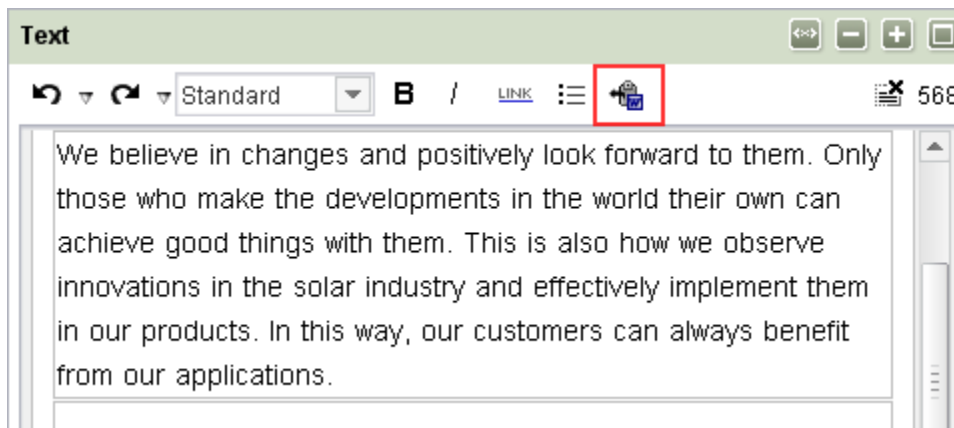 Text
Standard B I LINK 568
We believe in changes and positively look forward to them. Only
those who make the developments in the world their own can
achieve good things with them. This is also how we observe
innovations in the solar industry and effectively implement them
in our products. In this way, our customers can always benefit
from our applications.